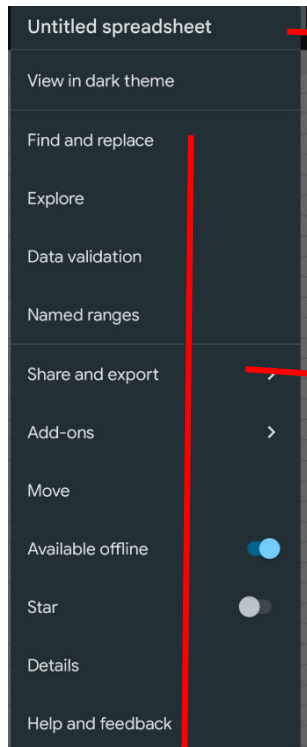 Untitled spreadsheet
View in dark theme
Find and replace
Explore
Data validation
Named ranges
Share and export
Add-ons
Move
Available offline
Star
Details
Help and feedback